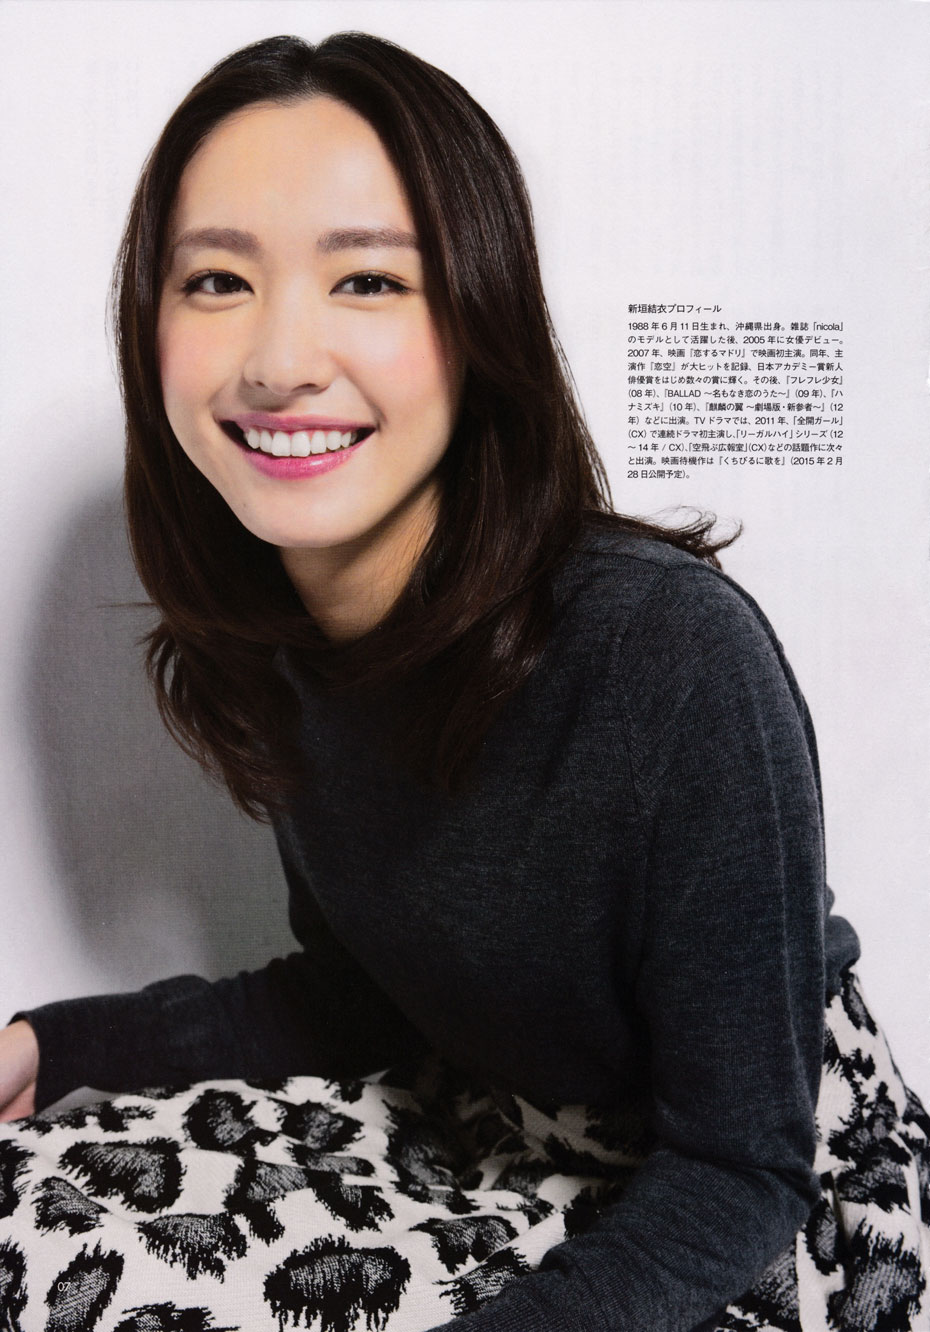 新垣結衣プロフィール
1988年6月11日生まれ、沖縄県出身。雑誌「nicola」
のモデルとして活躍した後、2005年に女優デビュー。
2007年、映画『恋するマドリ』で映画初主演。同年、主
演作『恋空』が大ヒットを記録、日本アカデミー賞新人
俳優賞をはじめ数々の賞に輝く。その後、『フレフレ少女』
(08年)、『BALLAD 〜名もなき恋のうた〜』(09年)、『ハ
ナミズキ』(10年)、『麒麟の翼 〜劇場版・新参者〜』(12
年)などに出演。TVドラマでは、2011年、「全開ガール」
(CX)で連続ドラマ初主演し、「リーガルハイ」シリーズ(12
〜14年 / CX)、「空飛ぶ広報室」(CX)などの話題作に次々
と出演。映画待機作は『くちびるに歌を』(2015年2月
28日公開予定)。
07